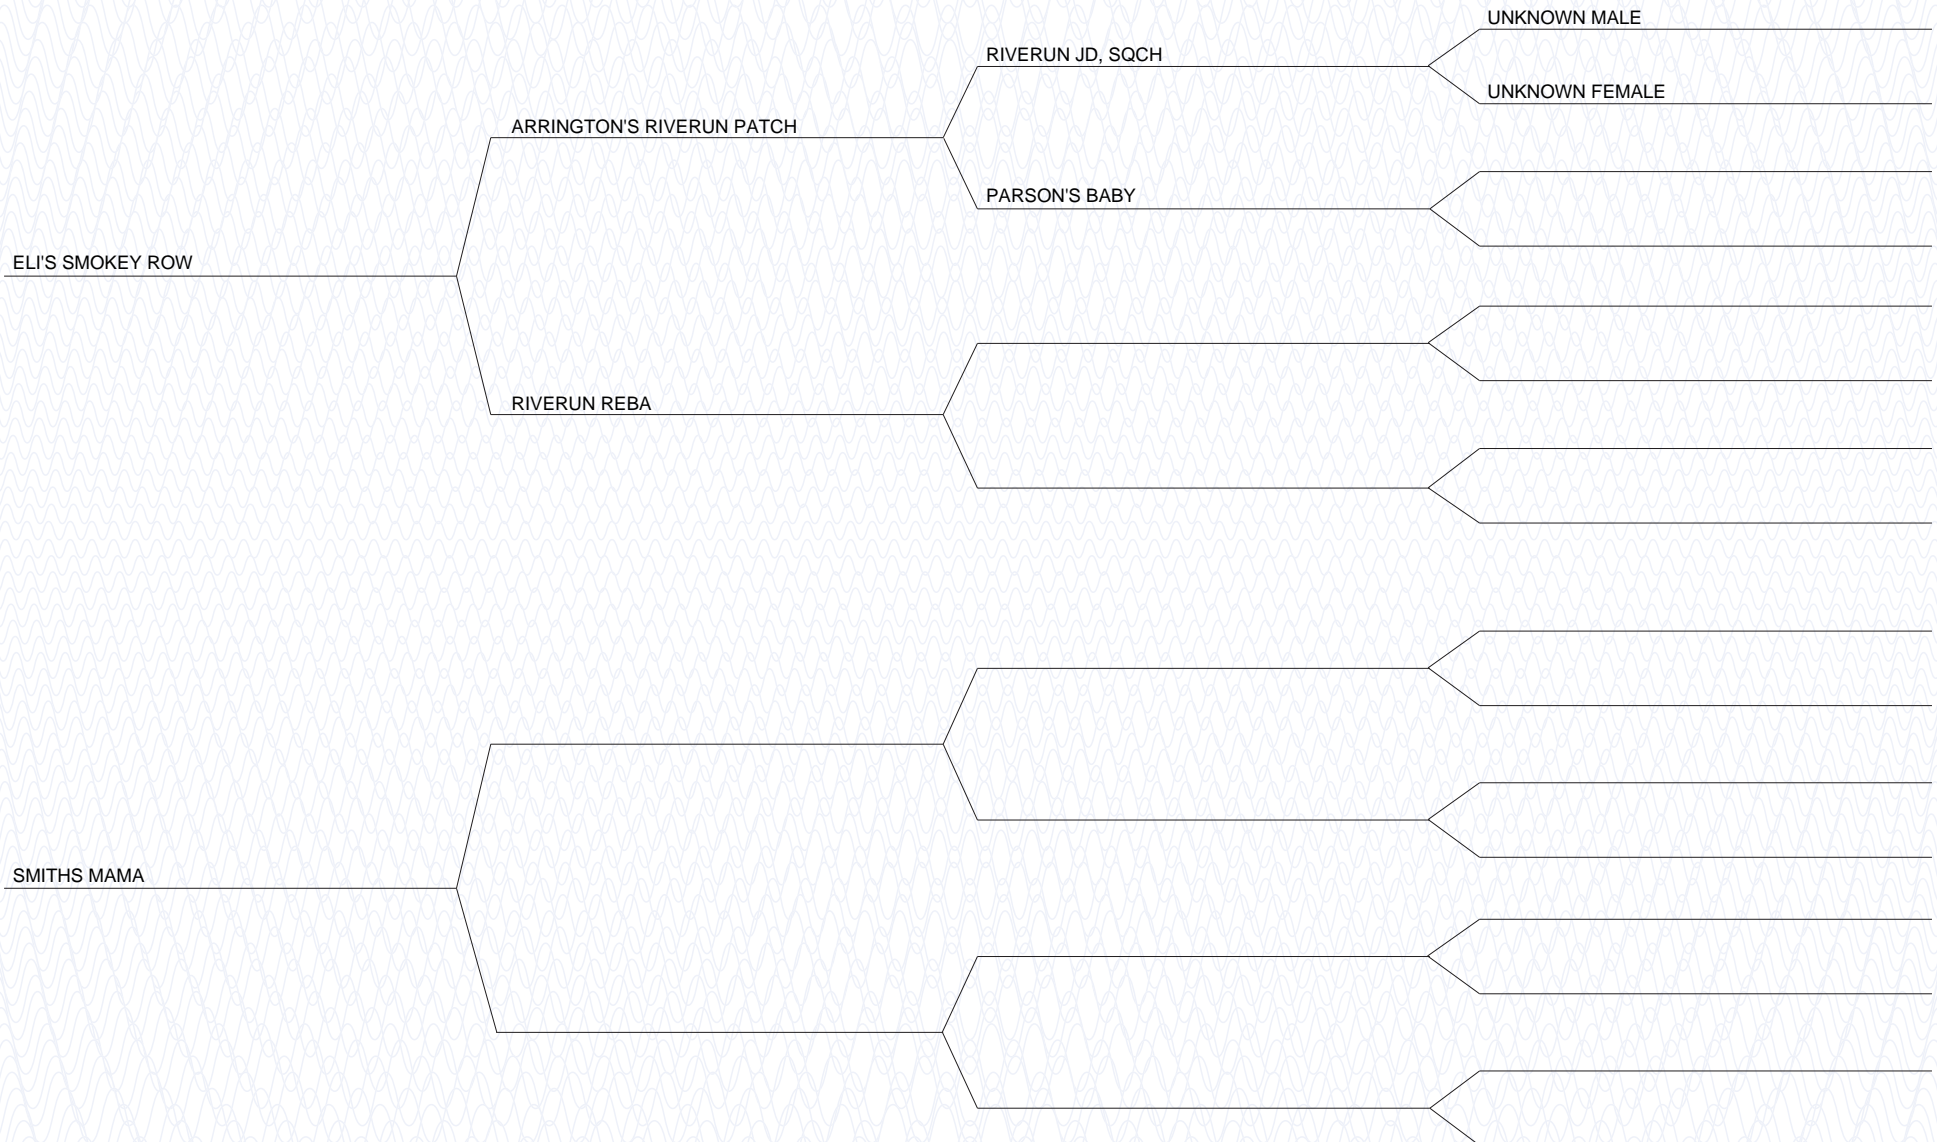 UNKNOWN MALE
RIVERUN JD, SQCH
UNKNOWN FEMALE
ARRINGTON'S RIVERUN PATCH
PARSON'S BABY
ELI'S SMOKEY ROW
RIVERUN REBA
SMITHS MAMA